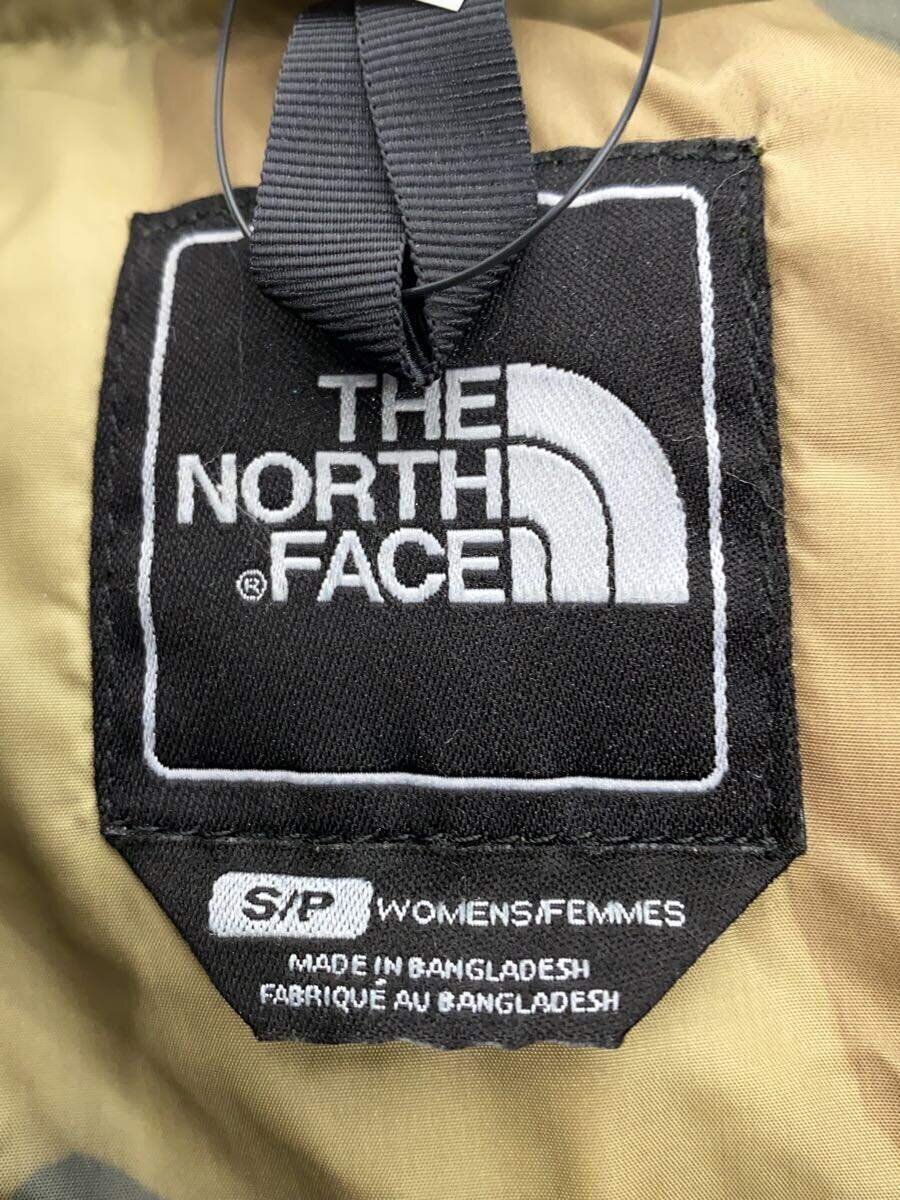 THE
NORTH
®FACE
S/P WOMENS/FEMMES
MADE IN BANGLADESH
FABRIQUÉ AU BANGLADESH